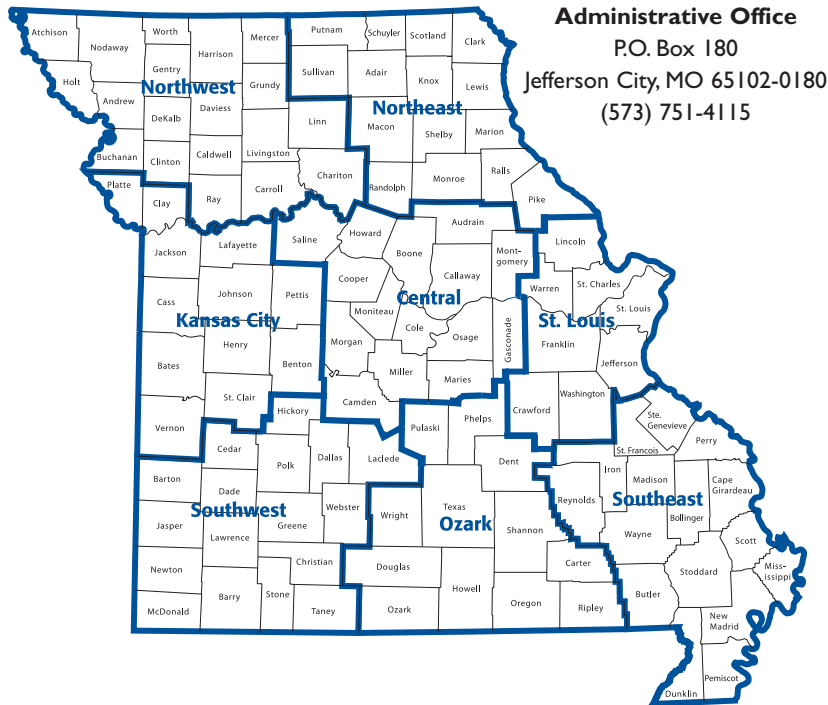 Administrative Office
P.O. Box 180
Jefferson City, MO 65102-0180
(573) 751-4115
Northwest
Atchison
Nodaway
Worth
Harrison
Mercer
Gentry
Holt
Andrew
DeKalb
Daviess
Grundy
Linn
Buchanan
Clinton
Caldwell
Livingston
Chariton
Carroll
Ray
Platte
Clay
Northeast
Putnam
Schuyler
Scotland
Clark
Sullivan
Adair
Knox
Lewis
Macon
Shelby
Marion
Randolph
Monroe
Ralls
Pike
Kansas City
Jackson
Lafayette
Cass
Johnson
Pettis
Henry
Bates
Benton
St. Clair
Vernon
Central
Saline
Howard
Boone
Audrain
Mont-
gomery
Cooper
Callaway
Moniteau
Cole
Osage
Gasconade
Morgan
Miller
Maries
Camden
St. Louis
Lincoln
Warren
St. Charles
St. Louis
Franklin
Jefferson
Crawford
Washington
Southwest
Hickory
Cedar
Polk
Dallas
Laclede
Barton
Dade
Webster
Greene
Jasper
Lawrence
Christian
Newton
Stone
Barry
McDonald
Taney
Ozark
Pulaski
Phelps
Dent
Texas
Wright
Shannon
Douglas
Carter
Howell
Ozark
Oregon
Ripley
Southeast
Ste.
Genevieve
Perry
St. Francois
Iron
Madison
Cape
Girardeau
Reynolds
Bollinger
Wayne
Scott
Stoddard
Miss-
issippi
Butler
New
Madrid
Pemiscot
Dunklin